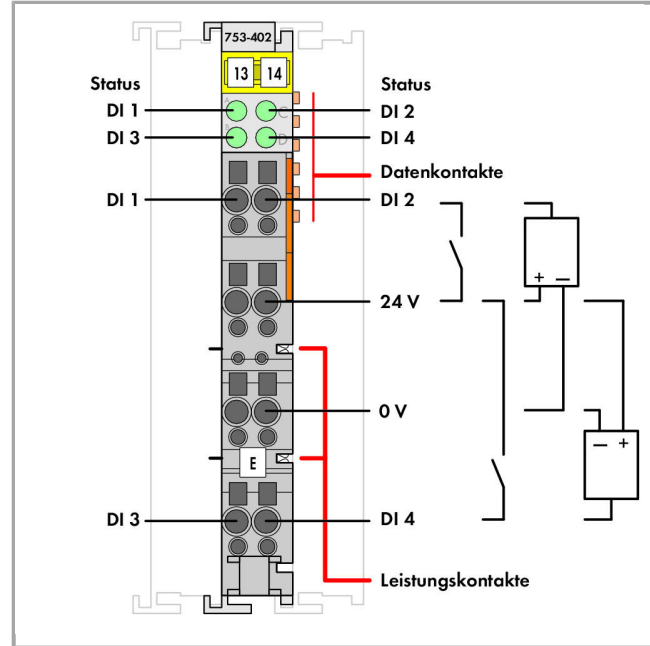 753-402
13 14
Status Status
A C
DI 1 DI 2
B D
DI 3 DI 4
Datenkontakte
DI 1 DI 2
+ −
24 V
0 V
− +
E
DI 3 DI 4
Leistungskontakte